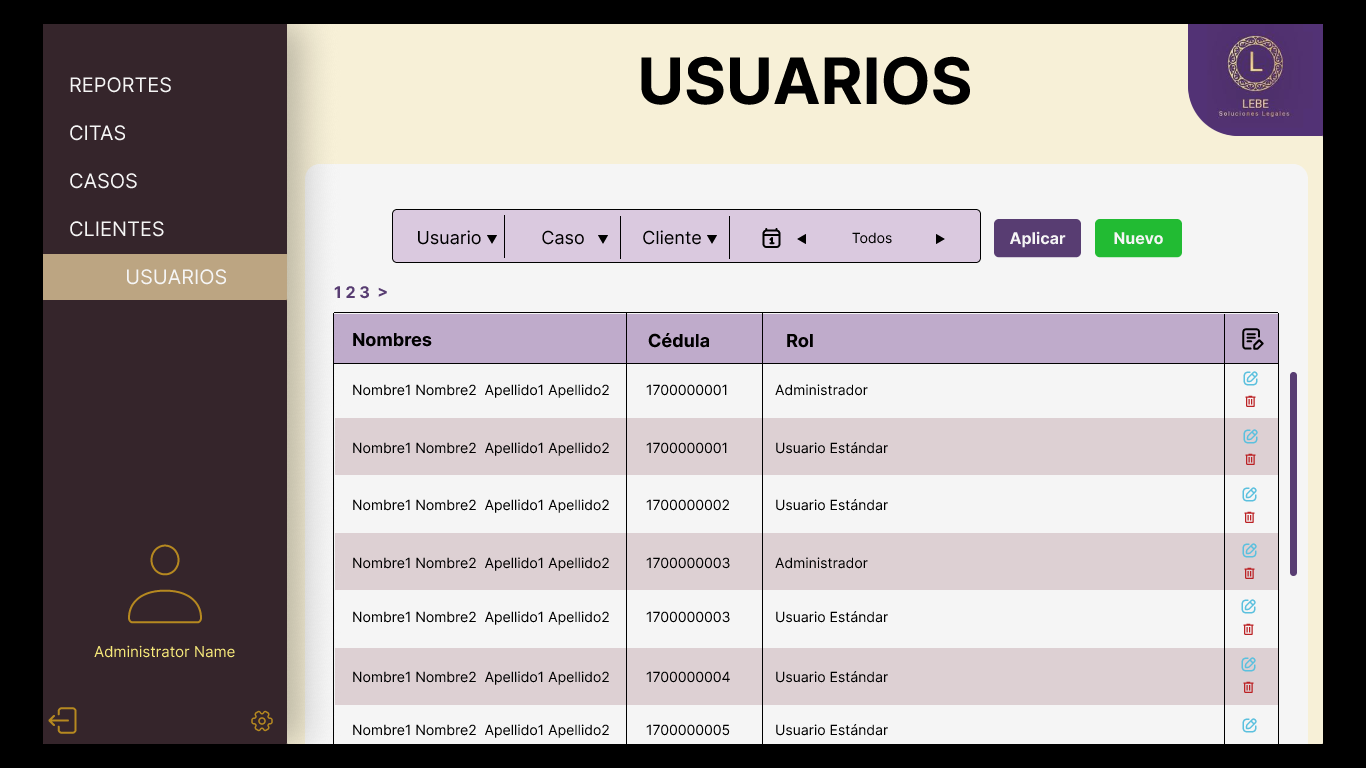 REPORTES
CITAS
CASOS
CLIENTES
USUARIOS
Administrator Name
USUARIOS
L
LEBE
Soluciones Legales
Usuario Caso Cliente 1 Todos Aplicar Nuevo
1 2 3 >
Nombres Cédula Rol
Nombre1 Nombre2 Apellido1 Apellido2 1700000001 Administrador
Nombre1 Nombre2 Apellido1 Apellido2 1700000001 Usuario Estándar
Nombre1 Nombre2 Apellido1 Apellido2 1700000002 Usuario Estándar
Nombre1 Nombre2 Apellido1 Apellido2 1700000003 Administrador
Nombre1 Nombre2 Apellido1 Apellido2 1700000003 Usuario Estándar
Nombre1 Nombre2 Apellido1 Apellido2 1700000004 Usuario Estándar
Nombre1 Nombre2 Apellido1 Apellido2 1700000005 Usuario Estándar